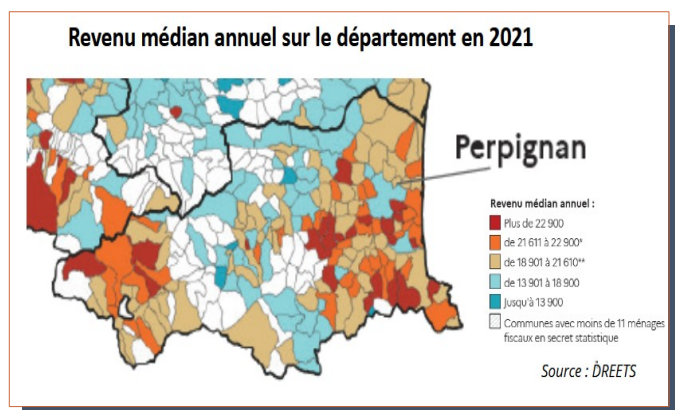 Revenu médian annuel sur le département en 2021
Perpignan
Revenu médian annuel :
Plus de 22 900
de 21 611 à 22 900*
de 18 901 à 21 610**
de 13 901 à 18 900
Jusqu'à 13 900
Communes avec moins de 11 ménages
fiscaux en secret statistique
Source : DREETS